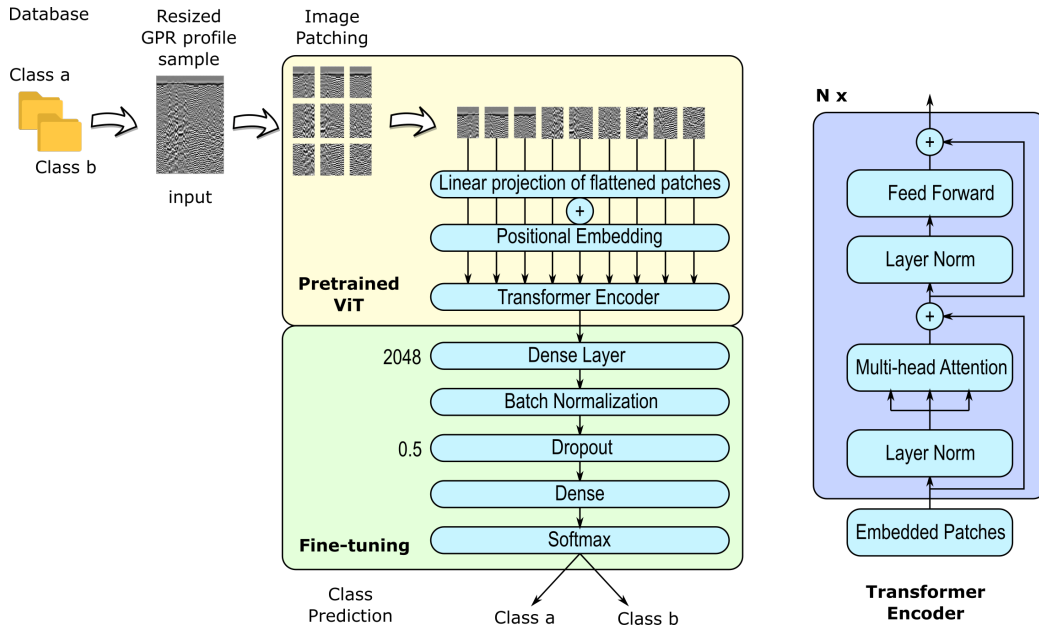 Database
Resized
GPR profile
sample
Image
Patching
Class a
Class b
input
Linear projection of flattened patches
+
Positional Embedding
Pretrained
ViT
Transformer Encoder
2048
Dense Layer
Batch Normalization
0.5
Dropout
Dense
Fine-tuning
Softmax
Class
Prediction
Class a
Class b
N x
+
Feed Forward
Layer Norm
+
Multi-head Attention
Layer Norm
Embedded Patches
Transformer
Encoder